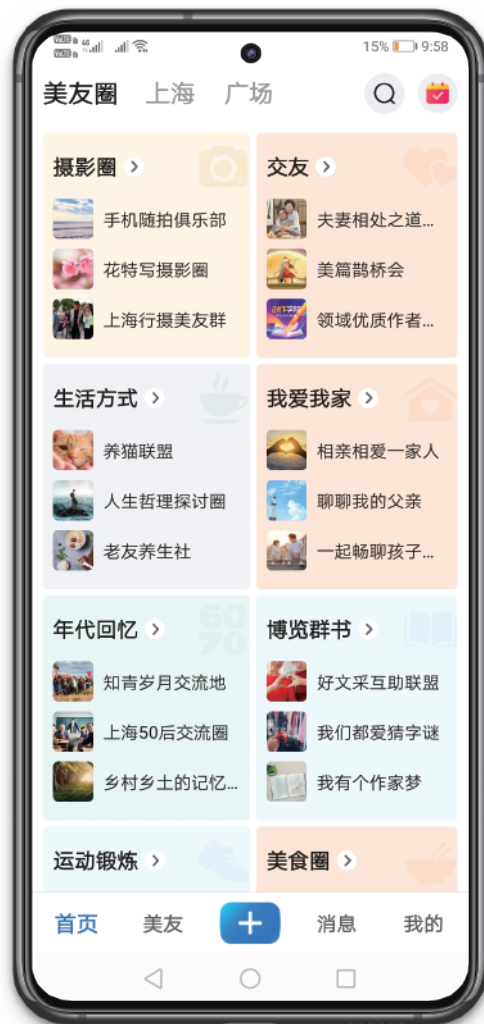 15% 9:58
美友圈 上海 广场
摄影圈
手机随拍俱乐部
花特写摄影圈
上海行摄美友群
交友
夫妻相处之道...
美篇鹊桥会
领域优质作者...
生活方式
养猫联盟
人生哲理探讨圈
老友养生社
我爱我家
相亲相爱一家人
聊聊我的父亲
一起畅聊孩子...
年代回忆
60
70
知青岁月交流地
上海50后交流圈
乡村乡土的记忆...
博览群书
好文采互助联盟
我们都爱猜字谜
我有个作家梦
运动锻炼
美食圈
首页 美友 消息 我的